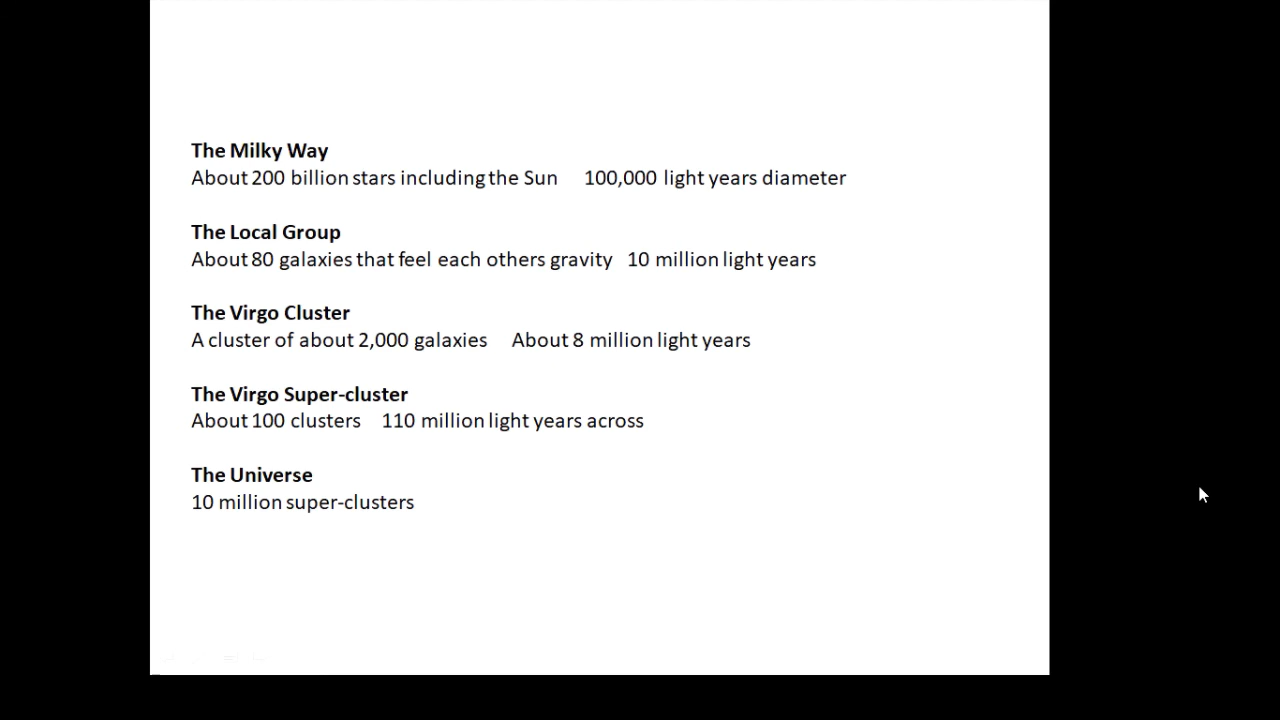 The Milky Way
About 200 billion stars including the Sun 100,000 light years diameter
The Local Group
About 80 galaxies that feel each others gravity 10 million light years
The Virgo Cluster
A cluster of about 2,000 galaxies About 8 million light years
The Virgo Super-cluster
About 100 clusters 110 million light years across
The Universe
10 million super-clusters